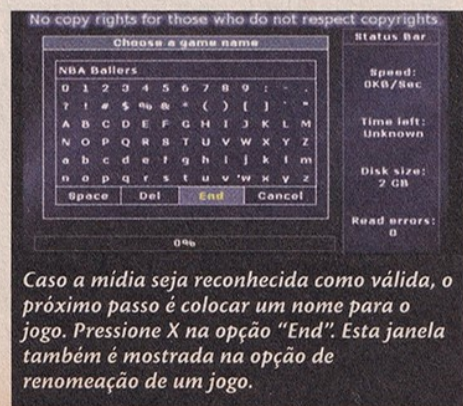 No copy rights for those who do not respect copyrights.
Choose a game name
NBA Ballers
0 1 2 3 4 5 6 7 8 9 : - .
? ! # $ % & * ( ) [ ] ' "
A B C D E F G H I J K L M
N O P Q R S T U V W X Y Z
a b c d e f g h i j k l m
n o p q r s t u v w x y z
Space Del End Cancel
0%
Status Bar
Speed:
0KB/Sec
Time left:
Unknown
Disk size:
2 GB
Read errors:
0
Caso a mídia seja reconhecida como válida, o
próximo passo é colocar um nome para o
jogo. Pressione X na opção “End”. Esta janela
também é mostrada na opção de
renomeação de um jogo.